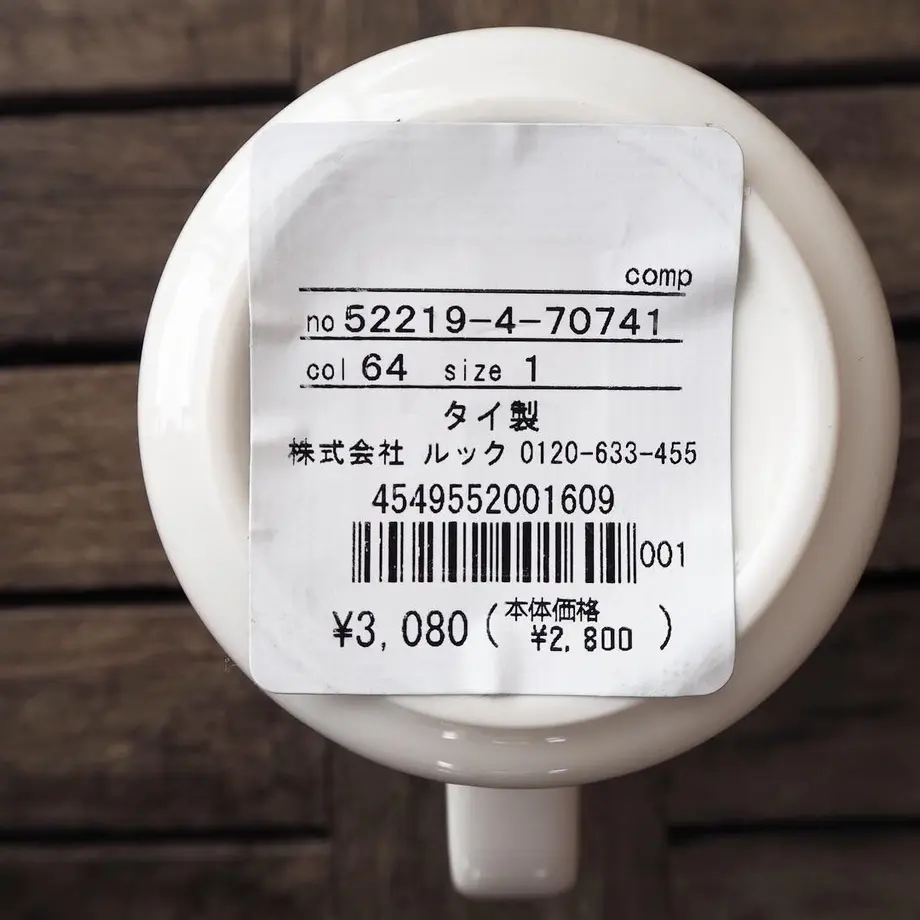 comp
no 52219-4-70741
col 64 size 1
タイ製
株式会社 ルック 0120-633-455
4549552001609
001
¥3,080 (本体価格 ¥2,800)